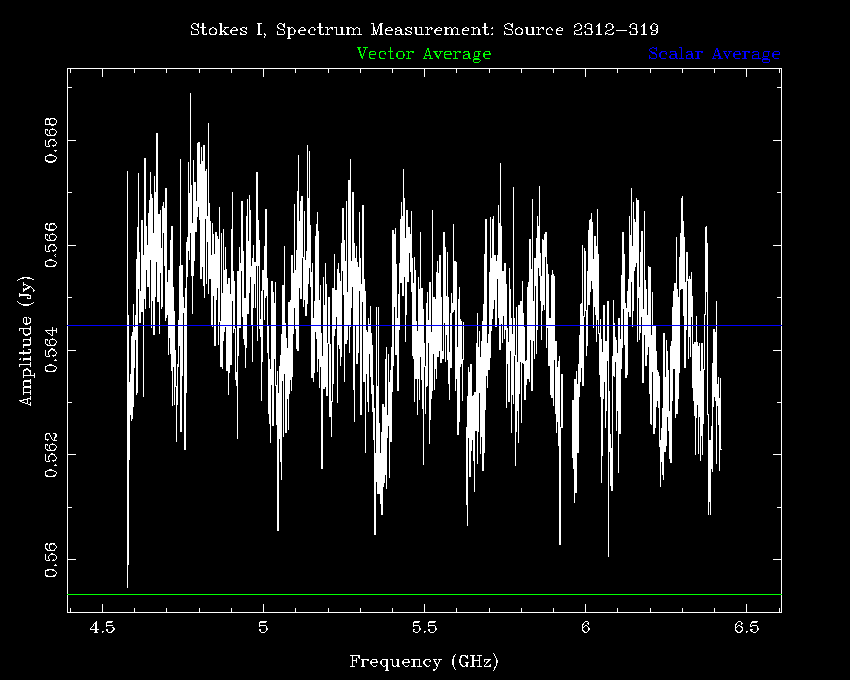 Stokes I, Spectrum Measurement: Source 2312−319
Vector Average Scalar Average
0.568
0.566
0.564
0.562
0.56
Amplitude (Jy)
4.5 5 5.5 6 6.5
Frequency (GHz)